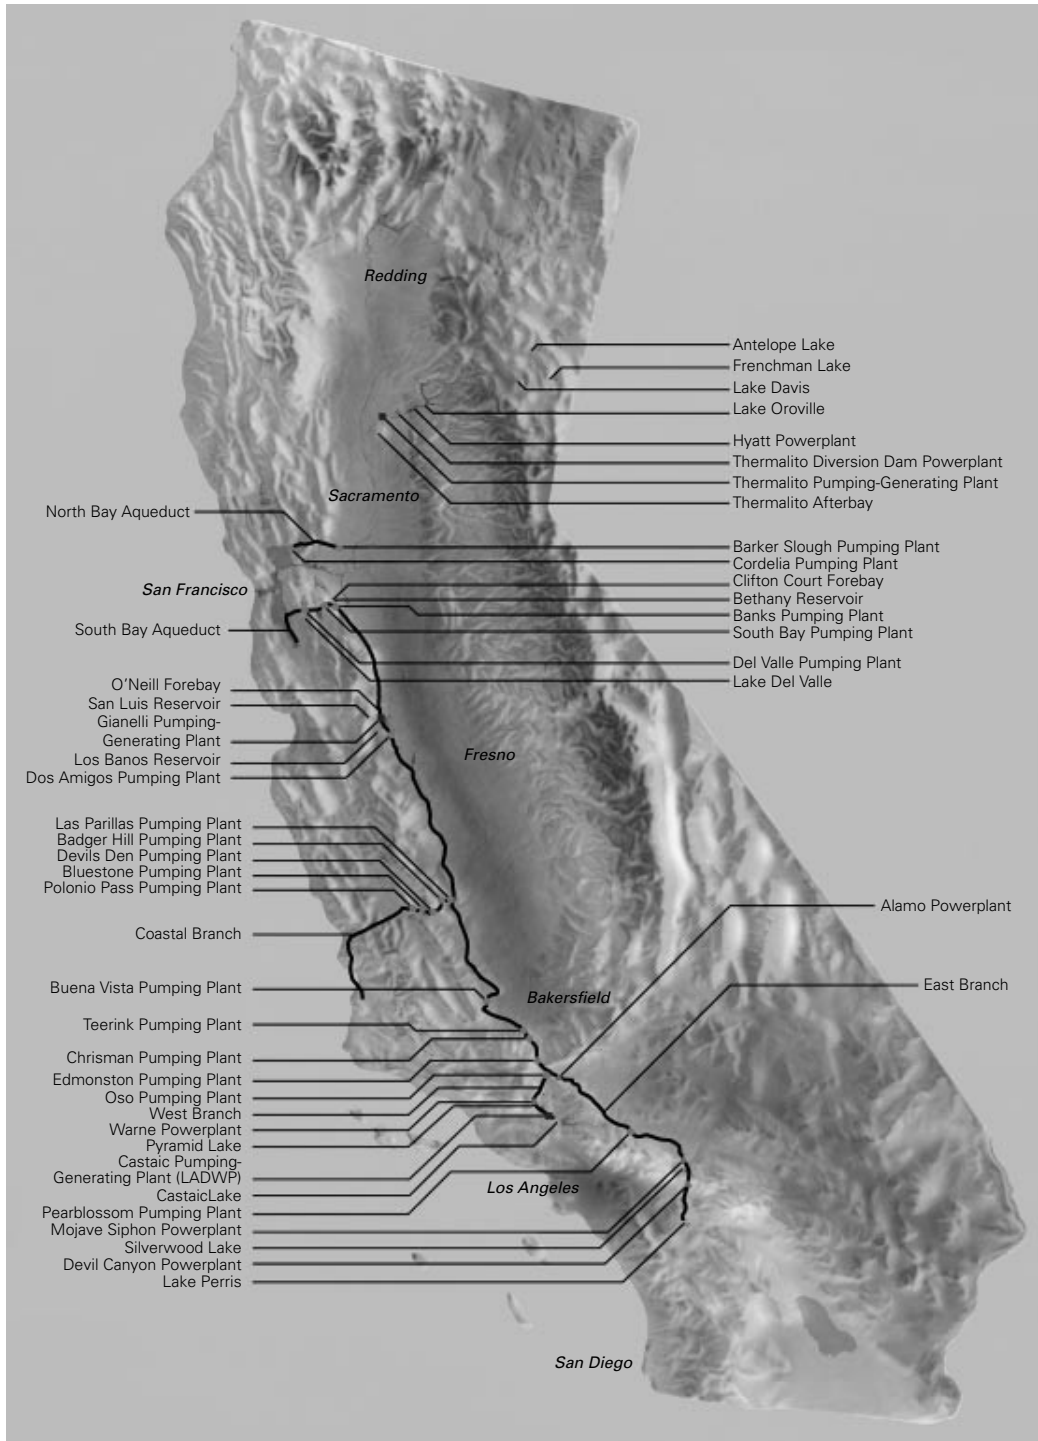 Redding
Antelope Lake
Frenchman Lake
Lake Davis
Lake Oroville
Hyatt Powerplant
Thermalito Diversion Dam Powerplant
Thermalito Pumping-Generating Plant
Thermalito Afterbay
Sacramento
North Bay Aqueduct
Barker Slough Pumping Plant
Cordelia Pumping Plant
Clifton Court Forebay
San Francisco
Bethany Reservoir
Banks Pumping Plant
South Bay Aqueduct
South Bay Pumping Plant
Del Valle Pumping Plant
Lake Del Valle
O'Neill Forebay
San Luis Reservoir
Gianelli Pumping-
Generating Plant
Los Banos Reservoir
Dos Amigos Pumping Plant
Fresno
Las Parillas Pumping Plant
Badger Hill Pumping Plant
Devils Den Pumping Plant
Bluestone Pumping Plant
Polonio Pass Pumping Plant
Alamo Powerplant
Coastal Branch
East Branch
Buena Vista Pumping Plant
Bakersfield
Teerink Pumping Plant
Chrisman Pumping Plant
Edmonston Pumping Plant
Oso Pumping Plant
West Branch
Warne Powerplant
Pyramid Lake
Castaic Pumping-
Generating Plant (LADWP)
CastaicLake
Los Angeles
Pearblossom Pumping Plant
Mojave Siphon Powerplant
Silverwood Lake
Devil Canyon Powerplant
Lake Perris
San Diego